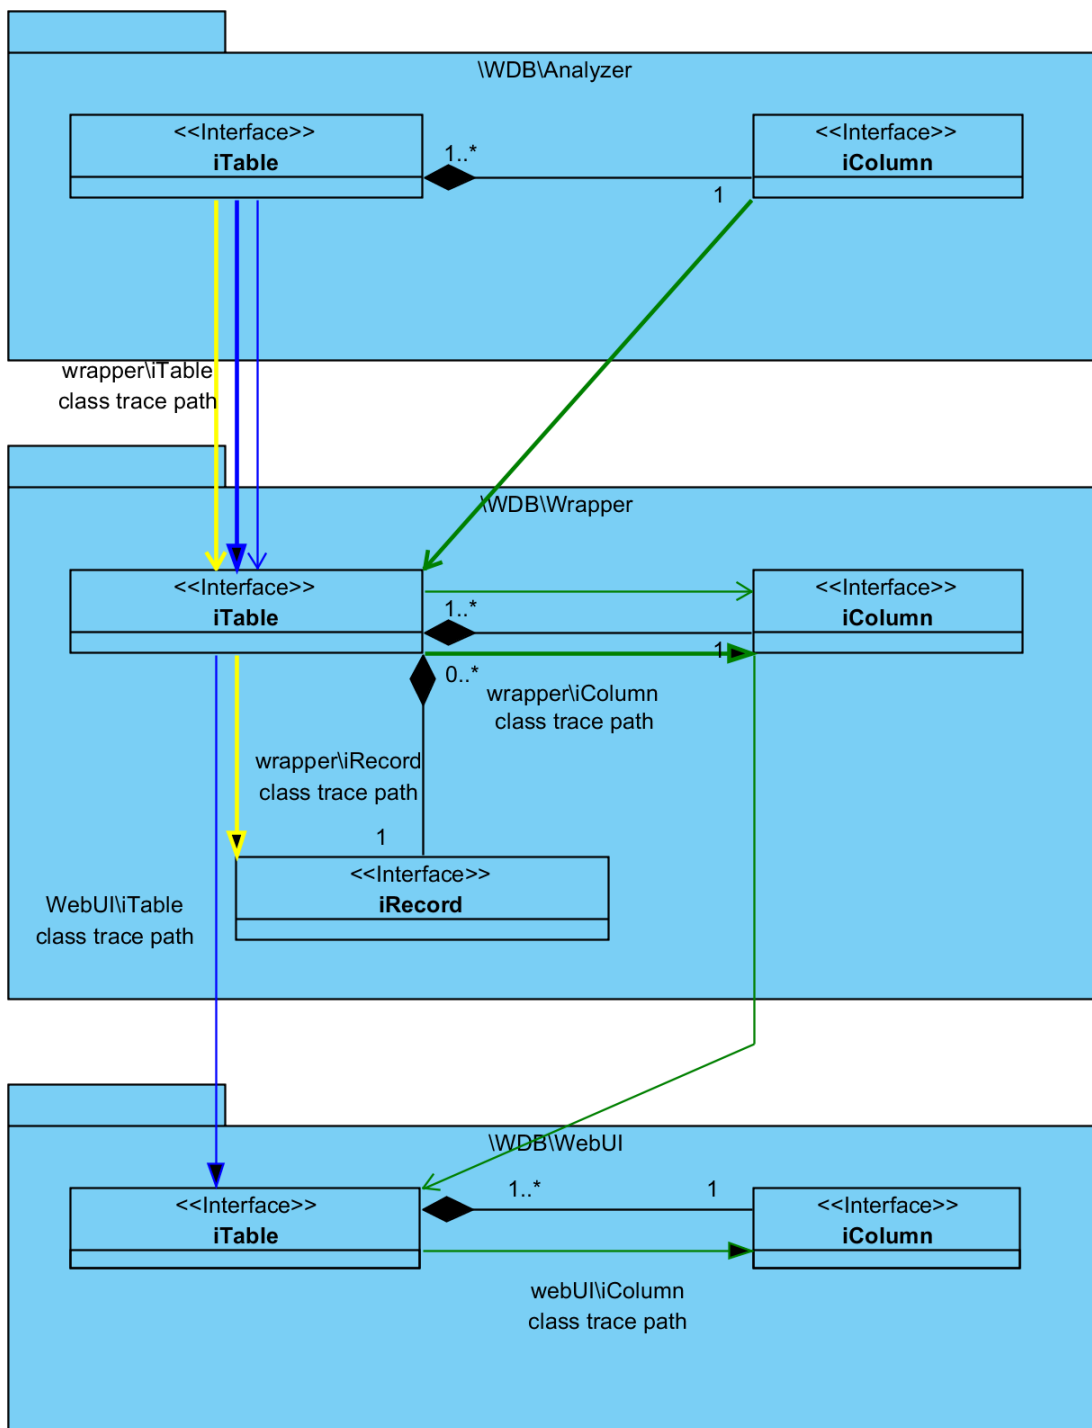 \WDB\Analyzer
<<Interface>>
iTable
1..*
1
<<Interface>>
iColumn
wrapper\iTable
class trace path
\WDB\Wrapper
<<Interface>>
iTable
1..*
1
<<Interface>>
iColumn
0..*
wrapper\iColumn
class trace path
wrapper\iRecord
class trace path
1
<<Interface>>
iRecord
WebUI\iTable
class trace path
\WDB\WebUI
<<Interface>>
iTable
1..*
1
<<Interface>>
iColumn
webUI\iColumn
class trace path